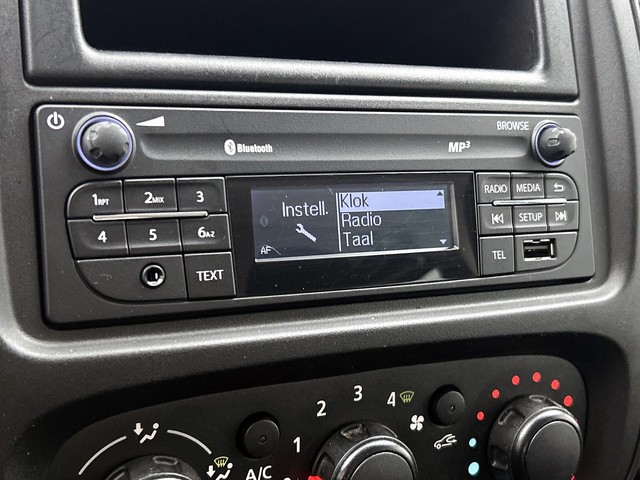 BROWSE
Bluetooth
MP3
1RPT 2MIX 3
4 5 6A-Z
TEXT
Instell.
AF
Klok
Radio
Taal
RADIO MEDIA
SETUP
TEL
1 2 3 4
A/C